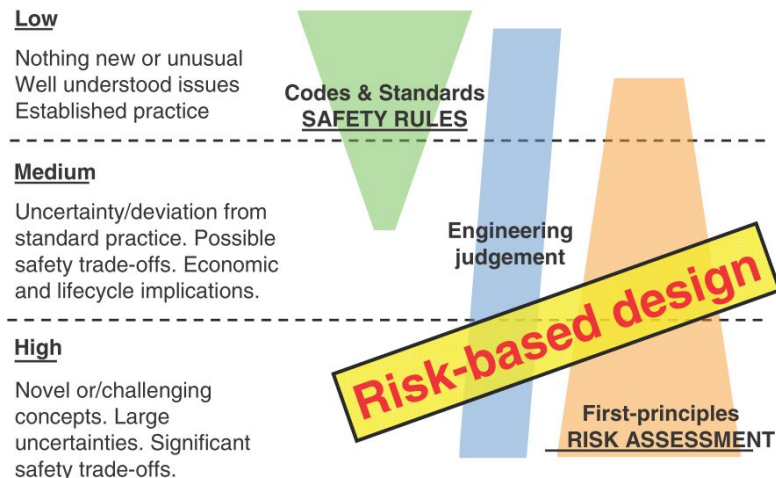 Low
Nothing new or unusual
Well understood issues
Established practice
Codes & Standards
SAFETY RULES
Medium
Uncertainty/deviation from
standard practice. Possible
safety trade-offs. Economic
and lifecycle implications.
Engineering
judgement
Risk-based design
High
Novel or/challenging
concepts. Large
uncertainties. Significant
safety trade-offs.
First-principles
RISK ASSESSMENT